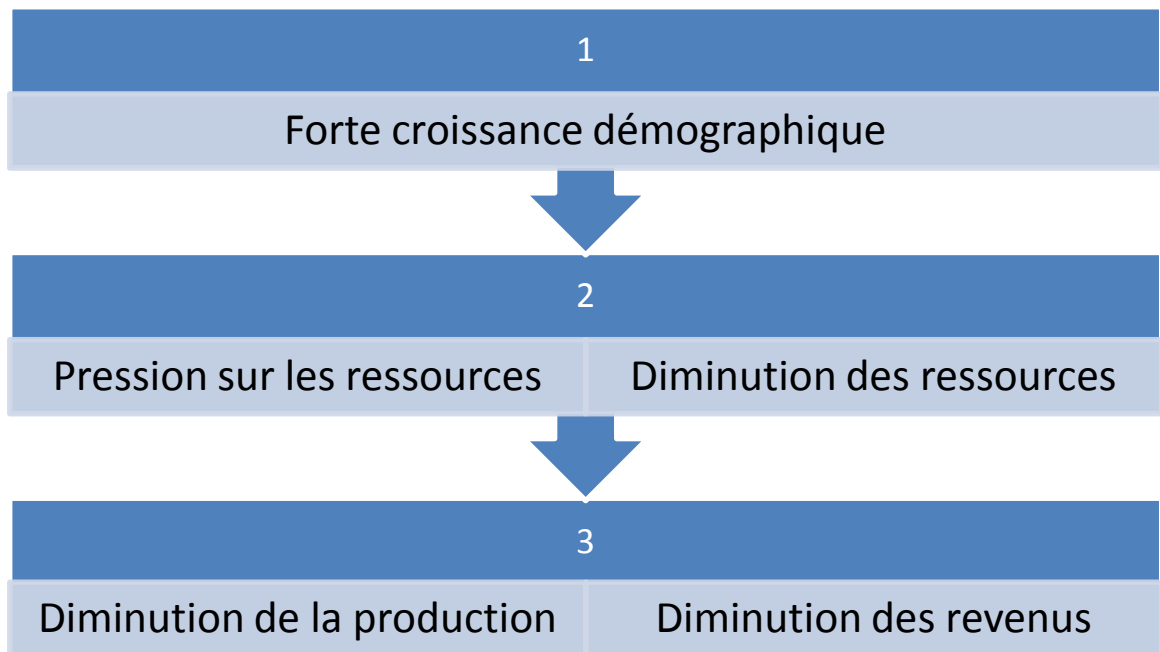 1
Forte croissance démographique
2
Pression sur les ressources
Diminution des ressources
3
Diminution de la production
Diminution des revenus